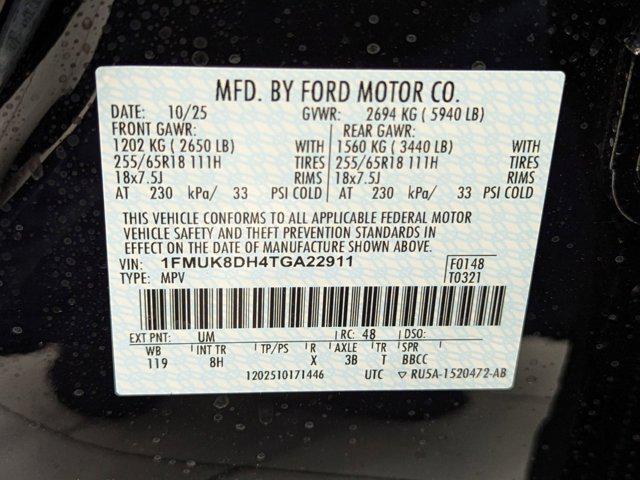 MFD. BY FORD MOTOR CO.
DATE: 10/25 GVWR: 2694 KG ( 5940 LB)
FRONT GAWR: REAR GAWR:
1202 KG ( 2650 LB) WITH 1560 KG ( 3440 LB) WITH
255/65R18 111H TIRES 255/65R18 111H TIRES
18x7.5J RIMS 18x7.5J RIMS
AT 230 kPa/ 33 PSI COLD AT 230 kPa/ 33 PSI COLD
THIS VEHICLE CONFORMS TO ALL APPLICABLE FEDERAL MOTOR
VEHICLE SAFETY AND THEFT PREVENTION STANDARDS IN
EFFECT ON THE DATE OF MANUFACTURE SHOWN ABOVE.
VIN: 1FMUK8DH4TGA22911 F0148
TYPE: MPV T0321
EXT PNT: UM RC: 48 DSO:
WB INT TR TP/PS R AXLE TR SPR
119 8H X 3B T BBCC
1202510171446 UTC ▽ RU5A-1520472-AB